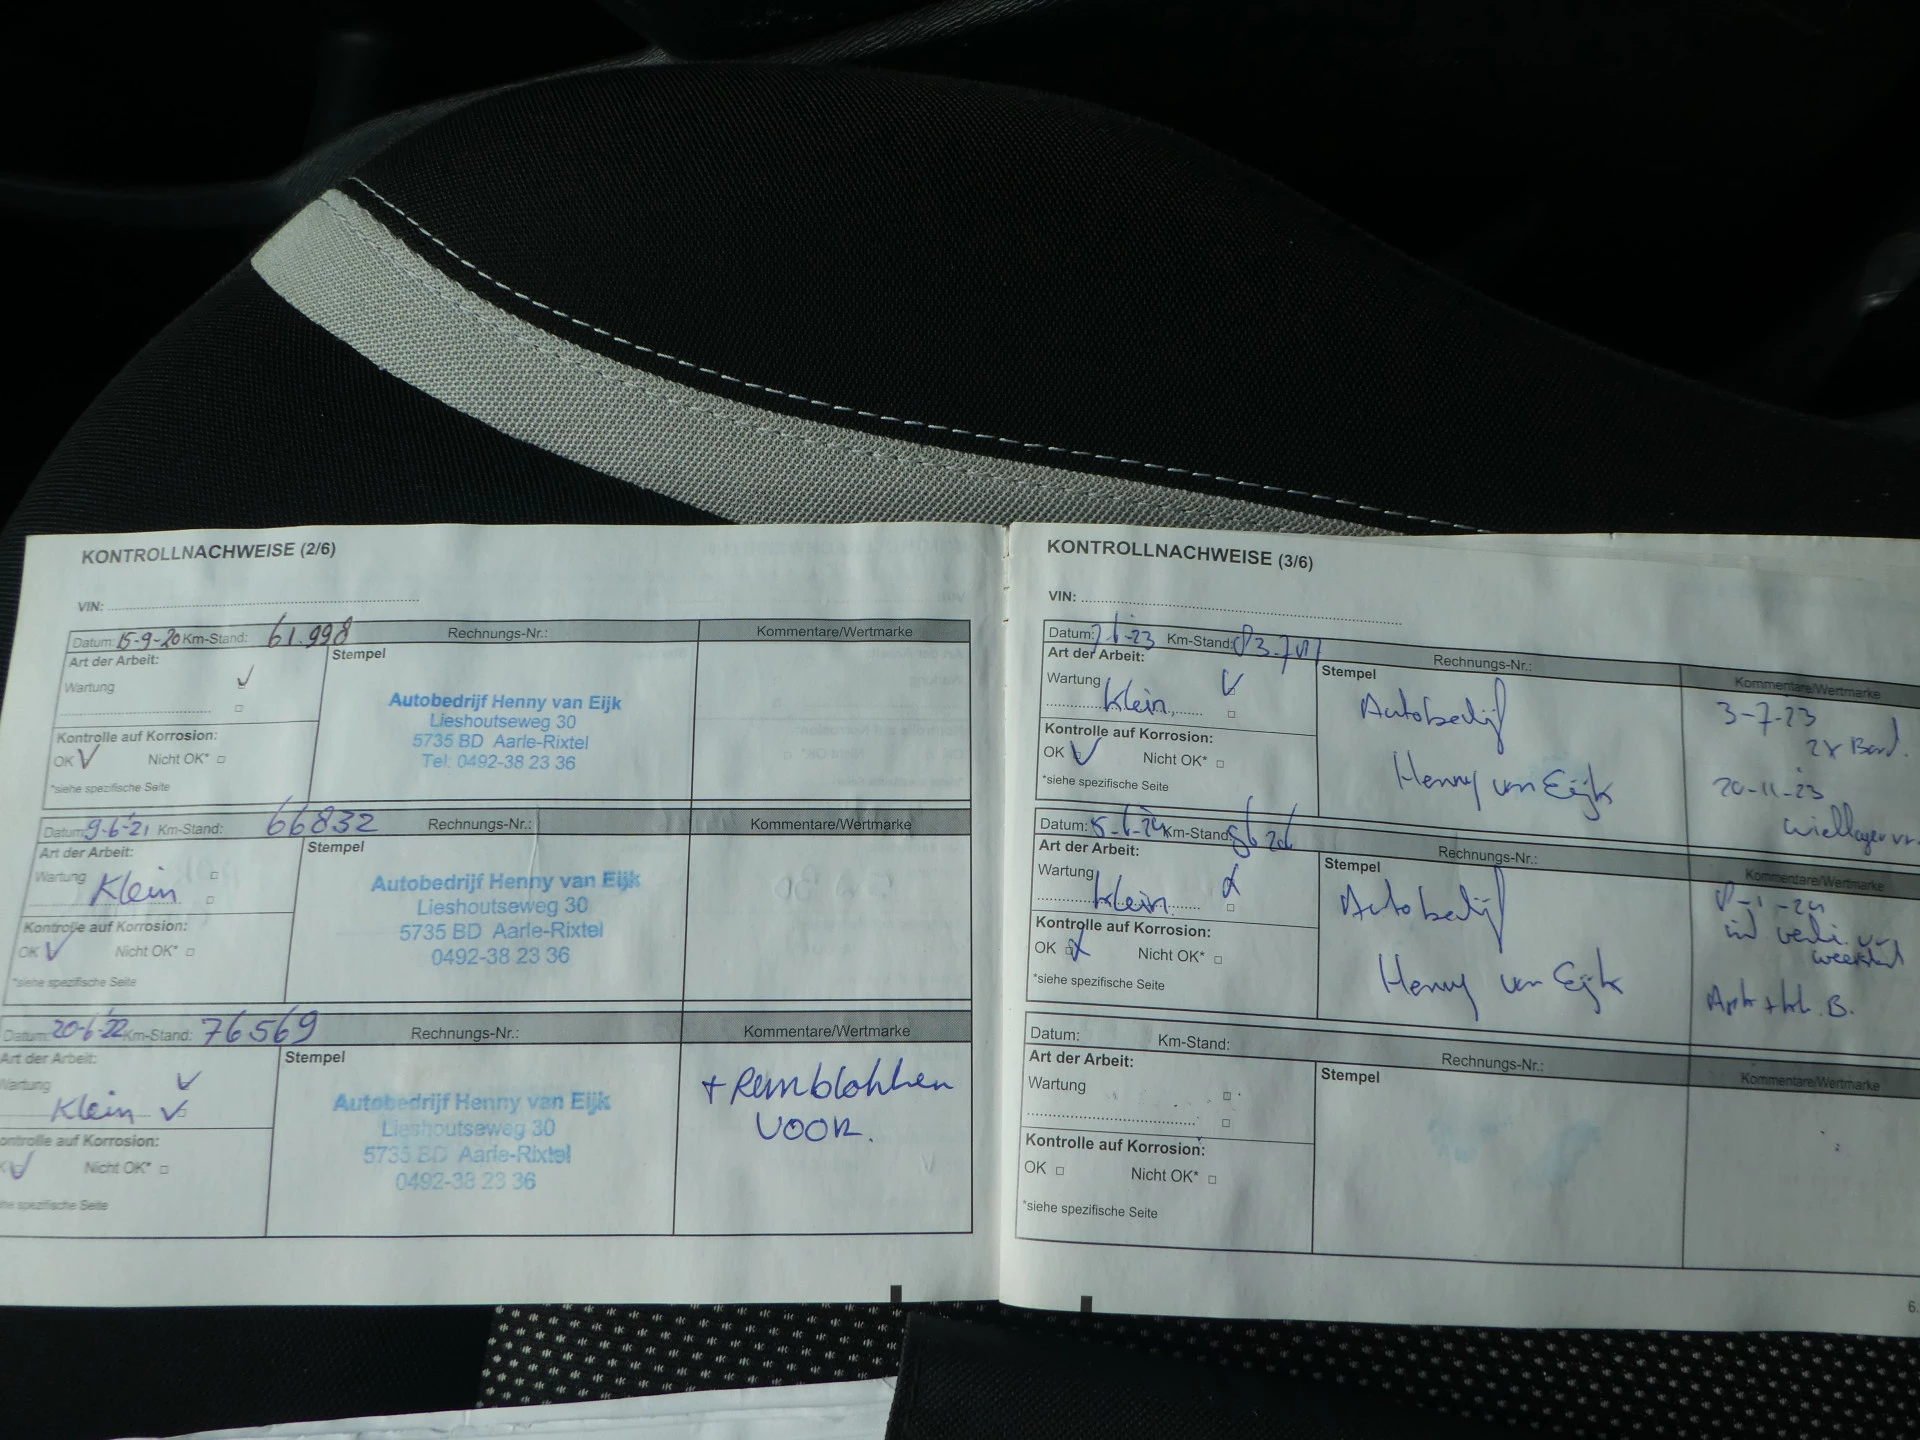 KONTROLLNACHWEISE (2/6)
VIN:
Datum: 15-9-20 Km-Stand: 61.998 Rechnungs-Nr.: Kommentare/Wertmarke
Art der Arbeit: Stempel
Wartung
Autobedrijf Henny van Eijk
Lieshoutseweg 30
5735 BD Aarle-Rixtel
Tel: 0492-38 23 36
Kontrolle auf Korrosion:
OK Nicht OK*
*siehe spezifische Seite
Datum: 9-6-'21 Km-Stand: 66832 Rechnungs-Nr.: Kommentare/Wertmarke
Art der Arbeit: Stempel
Wartung
Klein
Autobedrijf Henny van Eijk
Lieshoutseweg 30
5735 BD Aarle-Rixtel
0492-38 23 36
Kontrolle auf Korrosion:
OK Nicht OK*
*siehe spezifische Seite
Datum: 20-6-'22 Km-Stand: 76569 Rechnungs-Nr.: Kommentare/Wertmarke
Art der Arbeit: Stempel
Wartung
Klein
Autobedrijf Henny van Eijk
Lieshoutseweg 30
5735 BD Aarle-Rixtel
0492-38 23 36
+ Remblokken
VOOR.
ontrolle auf Korrosion:
Nicht OK*
he spezifische Seite
KONTROLLNACHWEISE (3/6)
VIN:
Datum: Km-Stand: Rechnungs-Nr.: Kommentare/Wertmarke
Art der Arbeit: Stempel
Wartung
Klein
Autobedrijf
Henny van Eijk
3-7-23
2x Band.
20-11-23
wiellager vr
Kontrolle auf Korrosion:
OK Nicht OK*
*siehe spezifische Seite
Datum: Km-Stand: Rechnungs-Nr.: Kommentare/Wertmarke
Art der Arbeit: Stempel
Wartung
Klein
Autobedrijf
Henny van Eijk
Kontrolle auf Korrosion:
OK Nicht OK*
*siehe spezifische Seite
Datum: Km-Stand: Rechnungs-Nr.: Kommentare/Wertmarke
Art der Arbeit: Stempel
Wartung
Kontrolle auf Korrosion:
OK Nicht OK*
*siehe spezifische Seite
6.